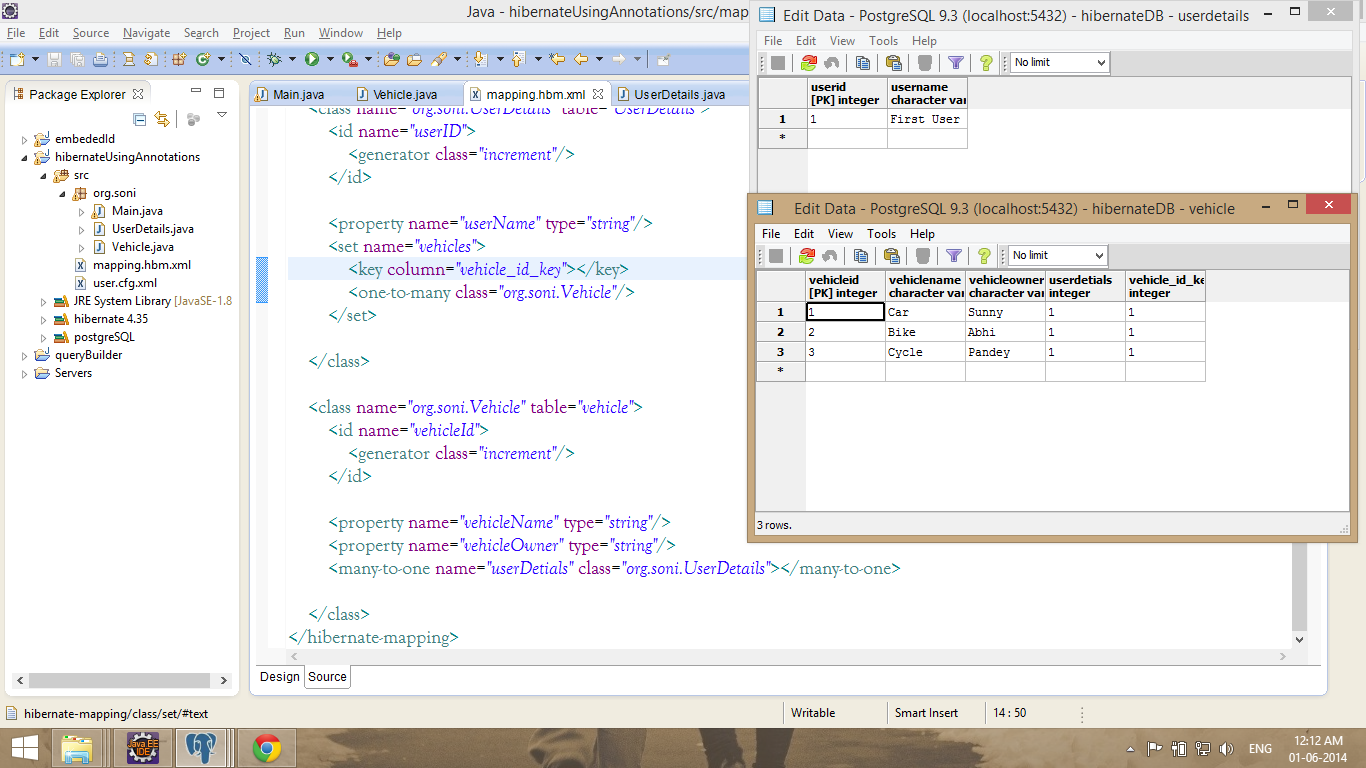 Java - hibernateUsingAnnotations/src/map
File Edit Source Navigate Search Project Run Window Help
Package Explorer
embededId
hibernateUsingAnnotations
src
org.soni
Main.java
UserDetails.java
Vehicle.java
mapping.hbm.xml
user.cfg.xml
JRE System Library [JavaSE-1.8
hibernate 4.35
postgreSQL
queryBuilder
Servers
Main.java Vehicle.java mapping.hbm.xml UserDetails.java
<class name="org.soni.UserDetails" table="UserDetails">
<id name="userID">
<generator class="increment"/>
</id>
<property name="userName" type="string"/>
<set name="vehicles">
<key column="vehicle_id_key"></key>
<one-to-many class="org.soni.Vehicle"/>
</set>
</class>
<class name="org.soni.Vehicle" table="vehicle">
<id name="vehicleId">
<generator class="increment"/>
</id>
<property name="vehicleName" type="string"/>
<property name="vehicleOwner" type="string"/>
<many-to-one name="userDetials" class="org.soni.UserDetails"></many-to-one>
</class>
</hibernate-mapping>
Design Source
Edit Data - PostgreSQL 9.3 (localhost:5432) - hibernateDB - userdetails
File Edit View Tools Help
No limit
userid username
[PK] integer character var
1 1 First User
*
Edit Data - PostgreSQL 9.3 (localhost:5432) - hibernateDB - vehicle
File Edit View Tools Help
No limit
vehicleid vehiclename vehicleowner userdetials vehicle_id_ke
[PK] integer character var character var integer integer
1 1 Car Sunny 1 1
2 2 Bike Abhi 1 1
3 3 Cycle Pandey 1 1
*
3 rows.
hibernate-mapping/class/set/#text Writable Smart Insert 14 : 50
Java EE
IDE
ENG
12:12 AM
01-06-2014